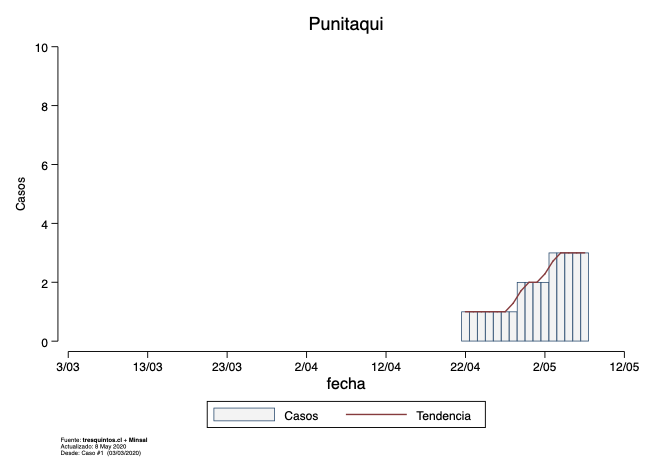 Punitaqui
10
8
6
4
2
0
Casos
3/03 13/03 23/03 2/04 12/04 22/04 2/05 12/05
fecha
Casos Tendencia
Fuente: tresquintos.cl + Minsal
Actualizado: 8 May 2020
Desde: Caso #1 (03/03/2020)